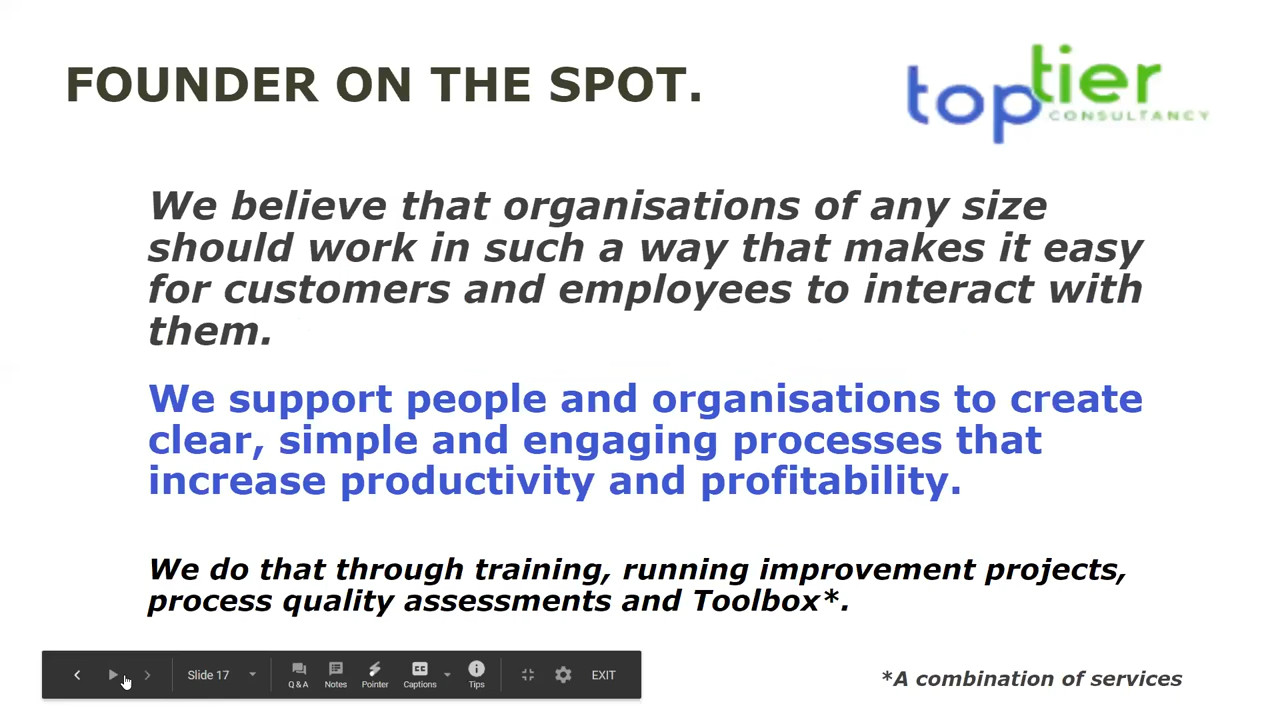 FOUNDER ON THE SPOT.
toptier
CONSULTANCY
We believe that organisations of any size
should work in such a way that makes it easy
for customers and employees to interact with
them.
We support people and organisations to create
clear, simple and engaging processes that
increase productivity and profitability.
We do that through training, running improvement projects,
process quality assessments and Toolbox*.
Slide 17
Q&A
Notes
Pointer
CC
Captions
Tips
EXIT
*A combination of services